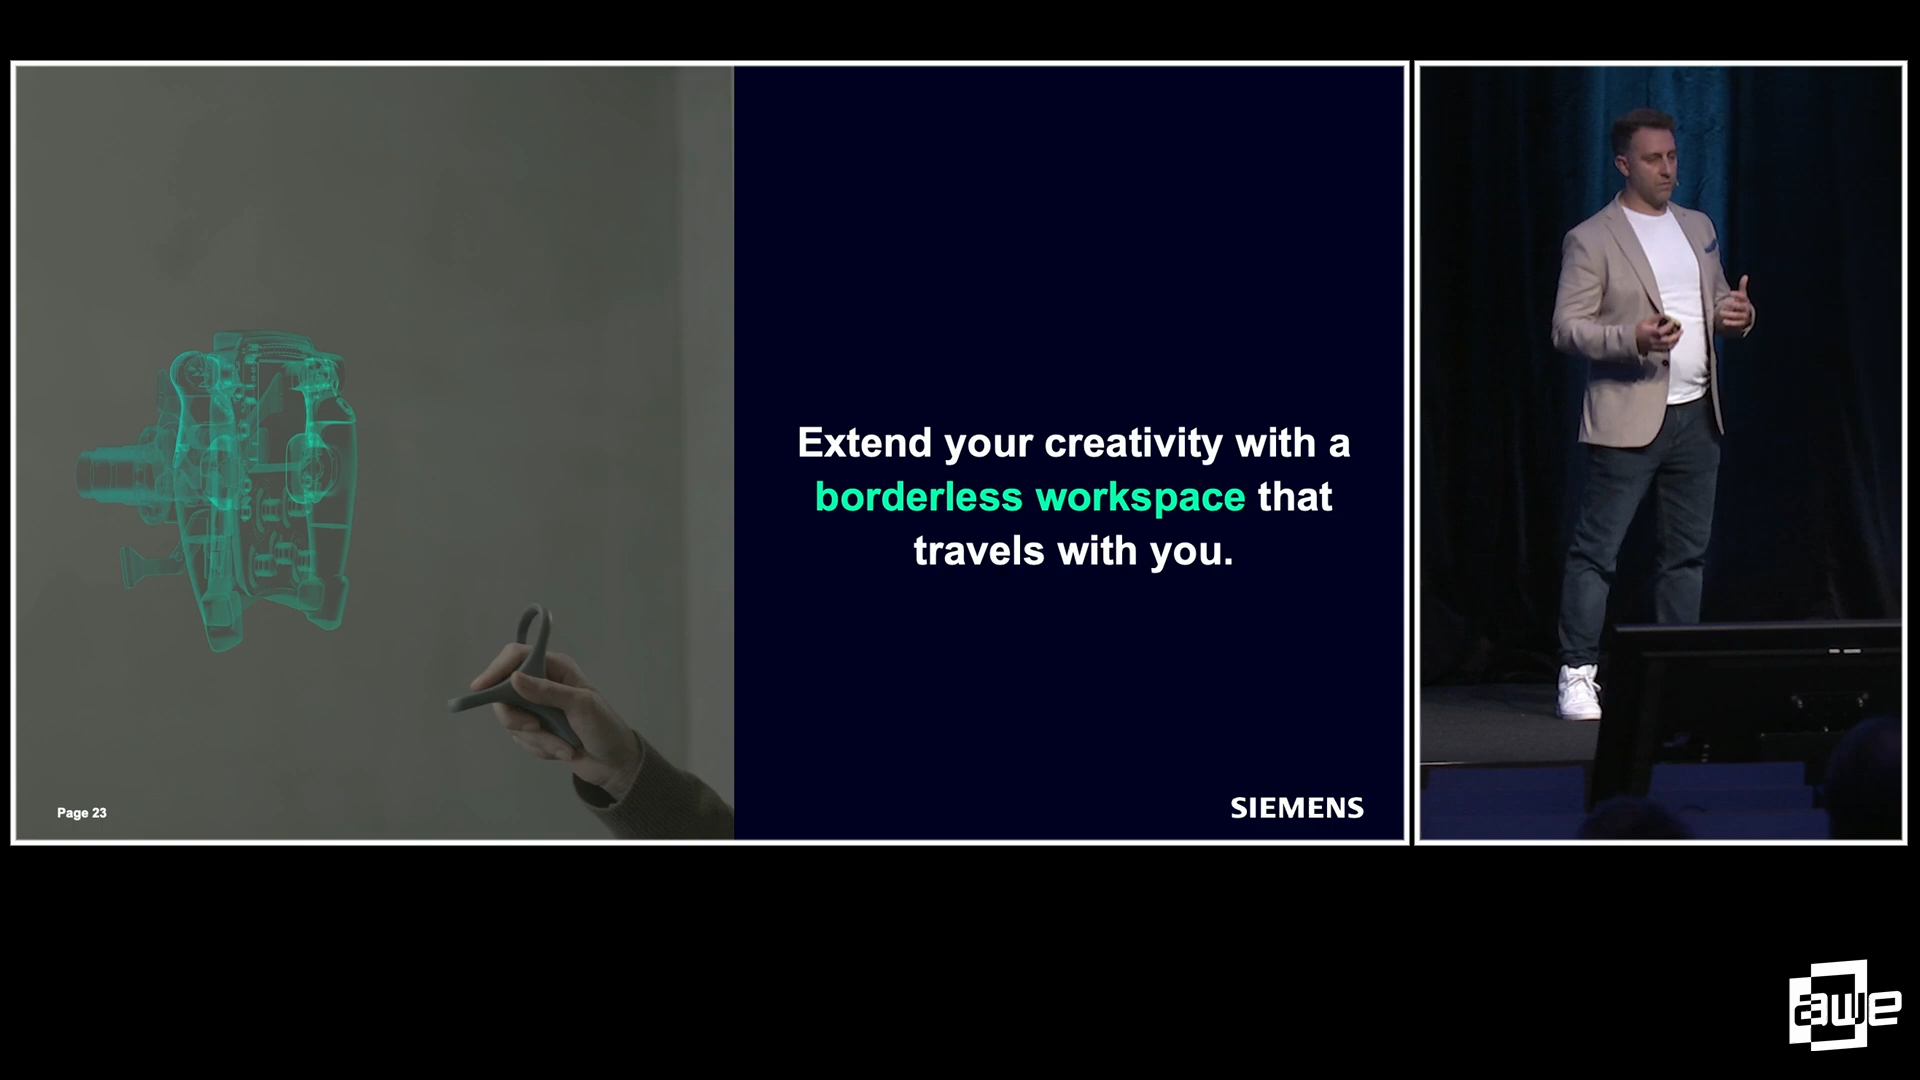 Extend your creativity with a
borderless workspace that
travels with you.
Page 23
SIEMENS
awe